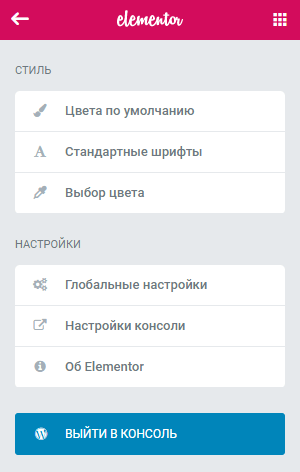 elementor
СТИЛЬ
Цвета по умолчанию
Стандартные шрифты
Выбор цвета
НАСТРОЙКИ
Глобальные настройки
Настройки консоли
Об Elementor
ВЫЙТИ В КОНСОЛЬ